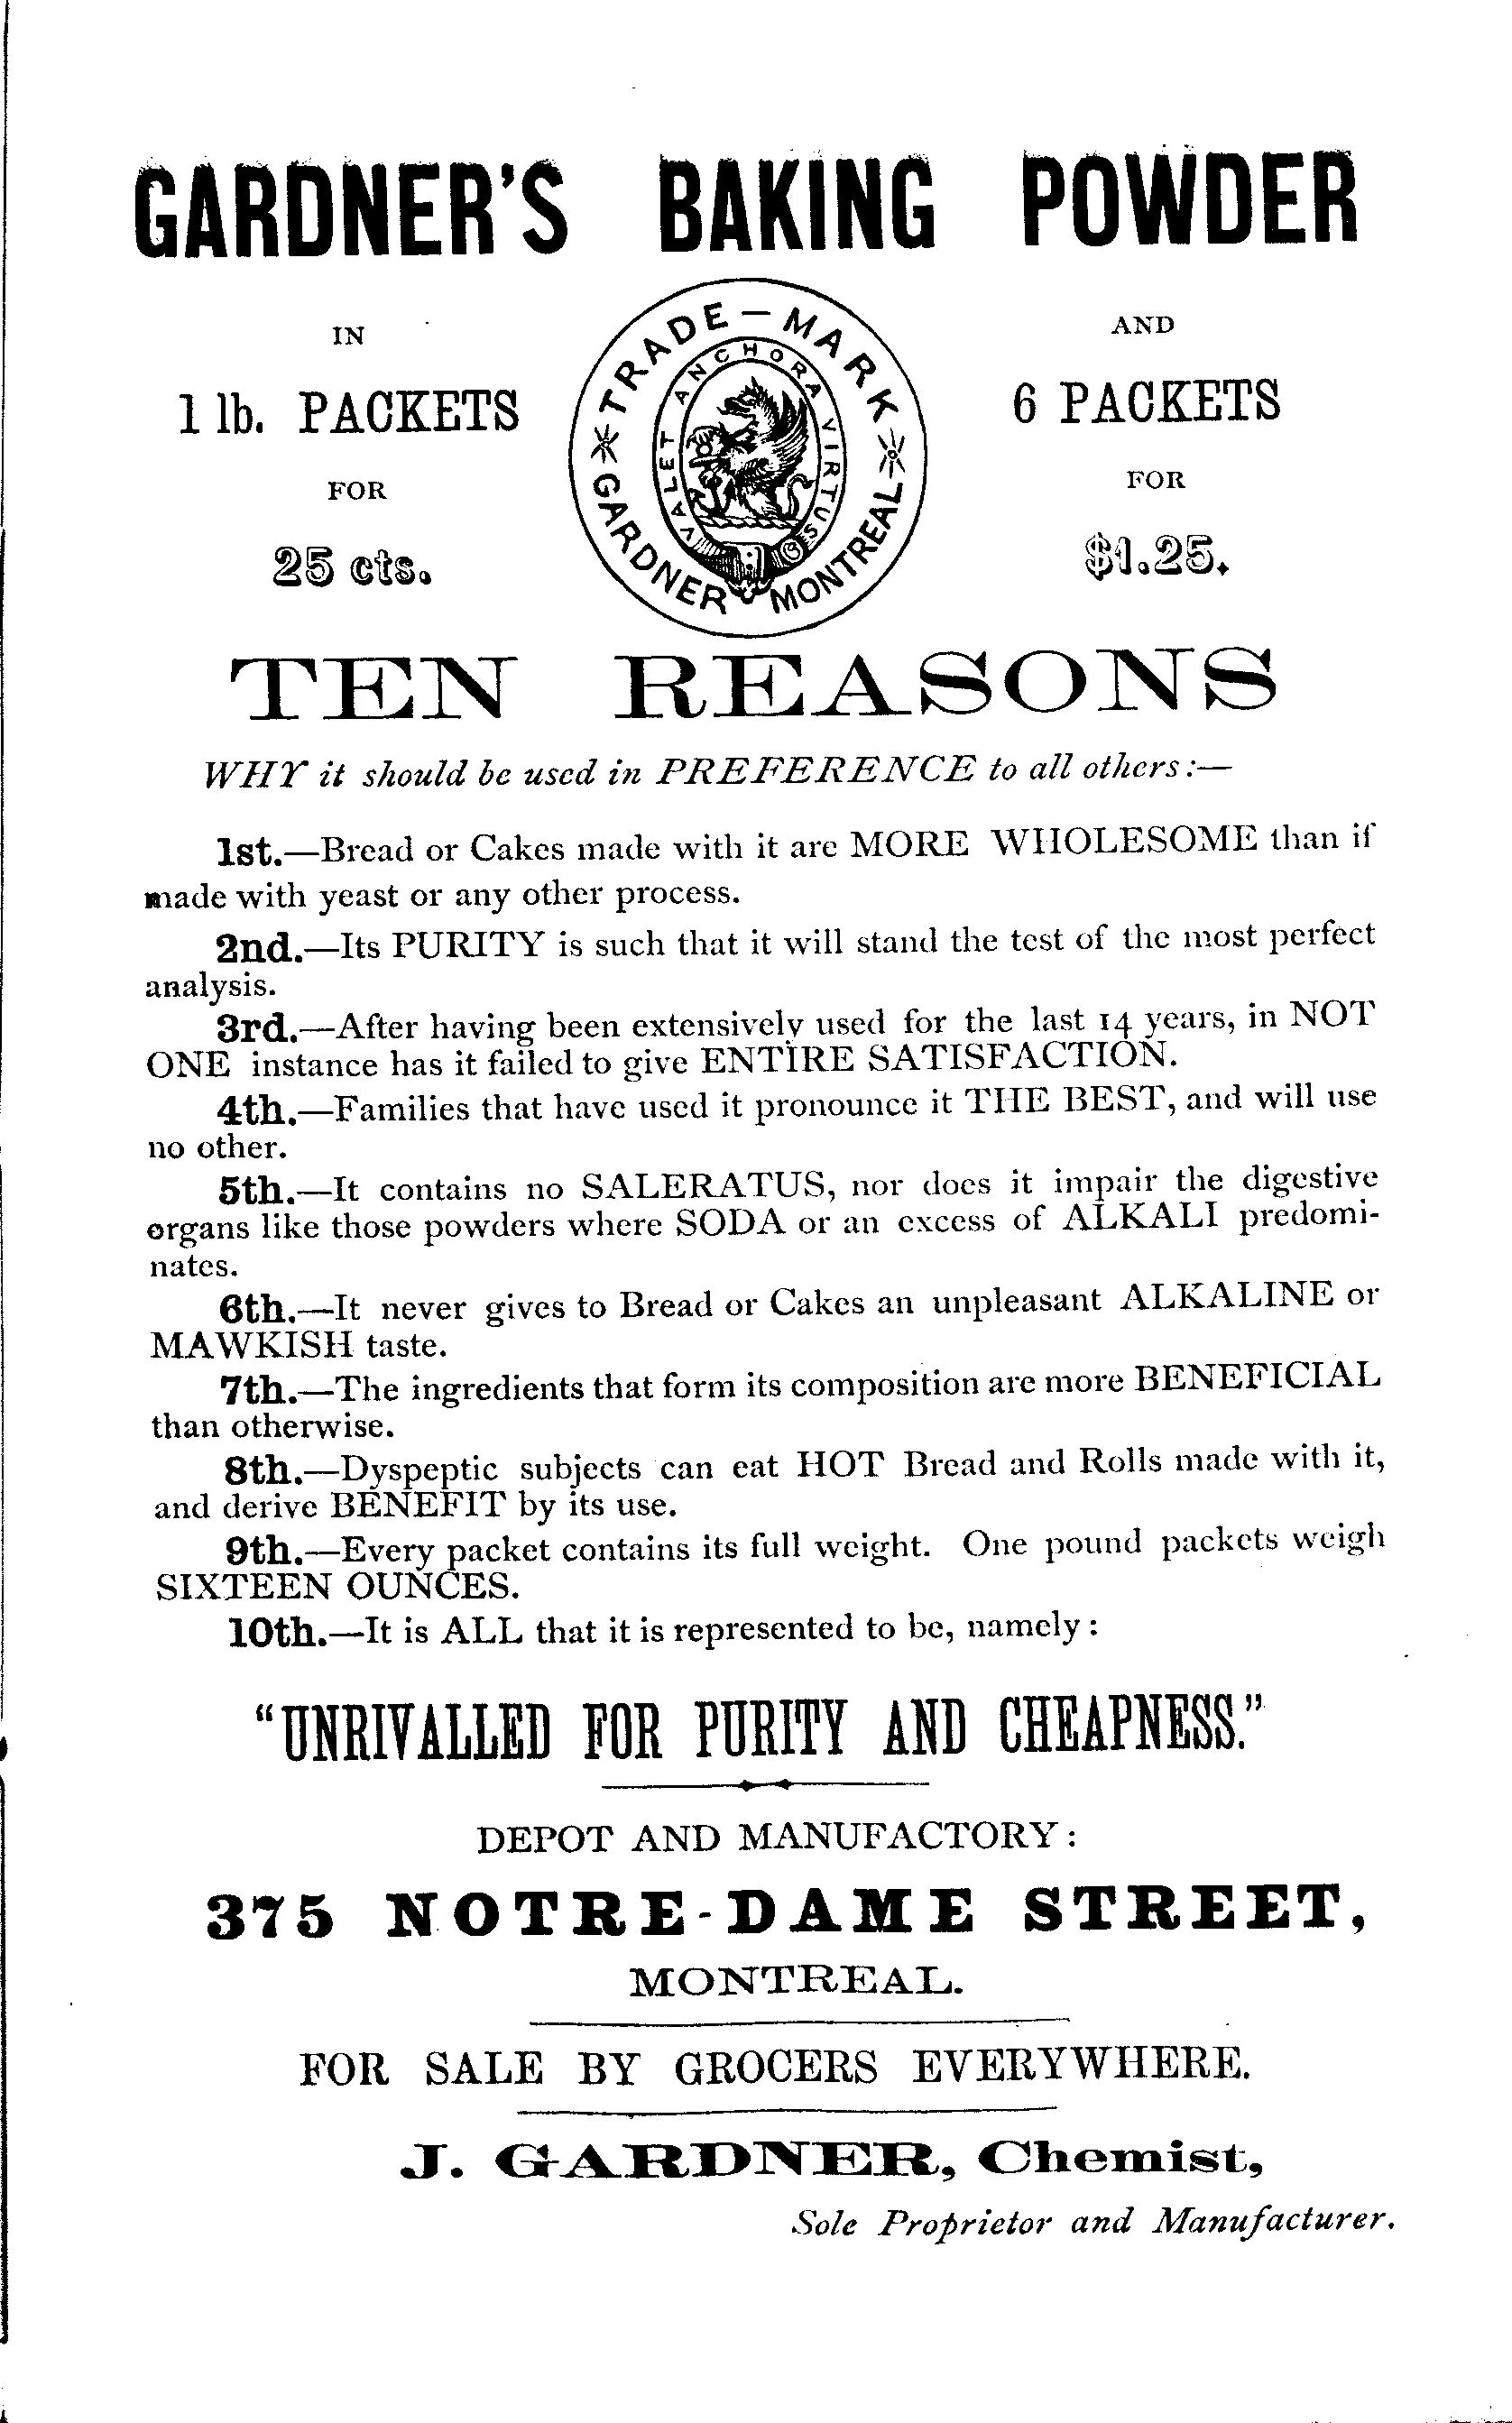 GARDNER'S BAKING POWDER
IN
1 lb. PACKETS
FOR
25 cts.
TRADE—MARK
GARDNER MONTREAL
VALET ANCHORA VIRTUS
AND
6 PACKETS
FOR
$1.25.
TEN REASONS
WHY it should be used in PREFERENCE to all others:—
1st.—Bread or Cakes made with it are MORE WHOLESOME than if
made with yeast or any other process.
2nd.—Its PURITY is such that it will stand the test of the most perfect
analysis.
3rd.—After having been extensively used for the last 14 years, in NOT
ONE instance has it failed to give ENTIRE SATISFACTION.
4th.—Families that have used it pronounce it THE BEST, and will use
no other.
5th.—It contains no SALERATUS, nor does it impair the digestive
organs like those powders where SODA or an excess of ALKALI predomi-
nates.
6th.—It never gives to Bread or Cakes an unpleasant ALKALINE or
MAWKISH taste.
7th.—The ingredients that form its composition are more BENEFICIAL
than otherwise.
8th.—Dyspeptic subjects can eat HOT Bread and Rolls made with it,
and derive BENEFIT by its use.
9th.—Every packet contains its full weight. One pound packets weigh
SIXTEEN OUNCES.
10th.—It is ALL that it is represented to be, namely:
"UNRIVALLED FOR PURITY AND CHEAPNESS."
DEPOT AND MANUFACTORY:
375 NOTRE-DAME STREET,
MONTREAL.
FOR SALE BY GROCERS EVERYWHERE.
J. GARDNER, Chemist,
Sole Proprietor and Manufacturer.